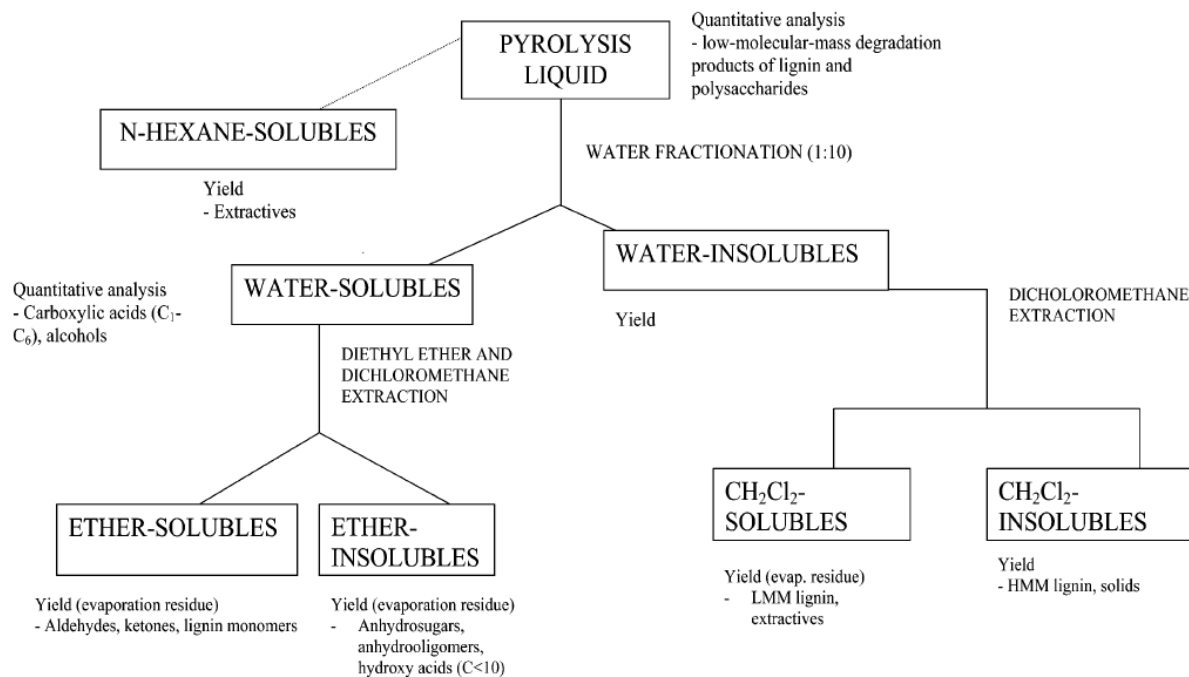 PYROLYSIS
LIQUID
Quantitative analysis
- low-molecular-mass degradation
products of lignin and
polysaccharides
N-HEXANE-SOLUBLES
Yield
- Extractives
WATER FRACTIONATION (1:10)
WATER-SOLUBLES
WATER-INSOLUBLES
Quantitative analysis
- Carboxylic acids (C₁-
C₆), alcohols
Yield
DICHOLOROMETHANE
EXTRACTION
DIETHYL ETHER AND
DICHLOROMETHANE
EXTRACTION
ETHER-SOLUBLES
ETHER-
INSOLUBLES
CH₂Cl₂-
SOLUBLES
CH₂Cl₂-
INSOLUBLES
Yield (evaporation residue)
- Aldehydes, ketones, lignin monomers
Yield (evaporation residue)
- Anhydrosugars,
anhydrooligomers,
hydroxy acids (C<10)
Yield (evap. residue)
- LMM lignin,
extractives
Yield
- HMM lignin, solids